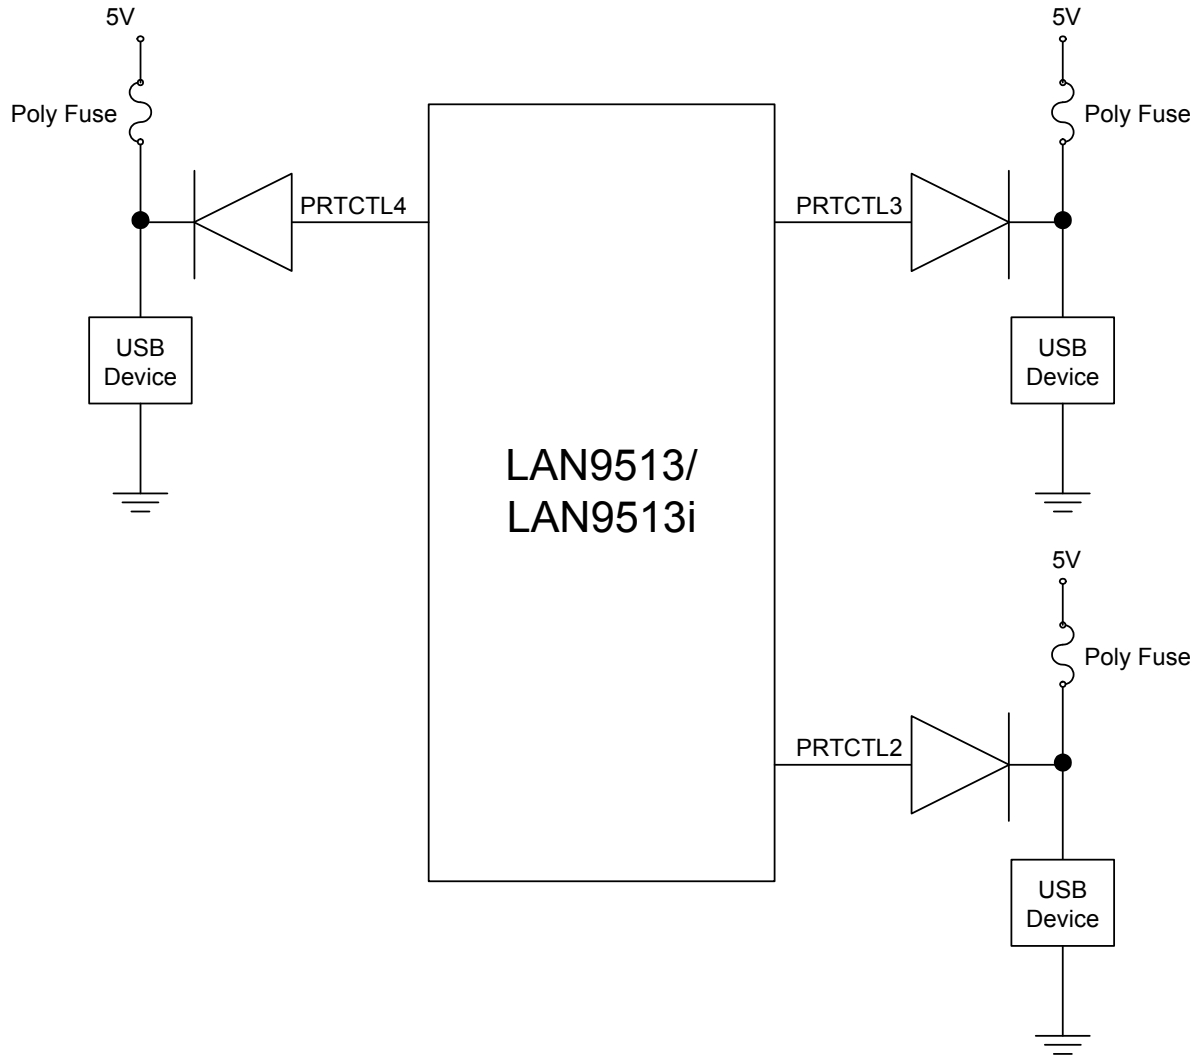 5V
Poly Fuse
PRTCTL4
USB
Device
LAN9513/
LAN9513i
5V
Poly Fuse
PRTCTL3
USB
Device
5V
Poly Fuse
PRTCTL2
USB
Device